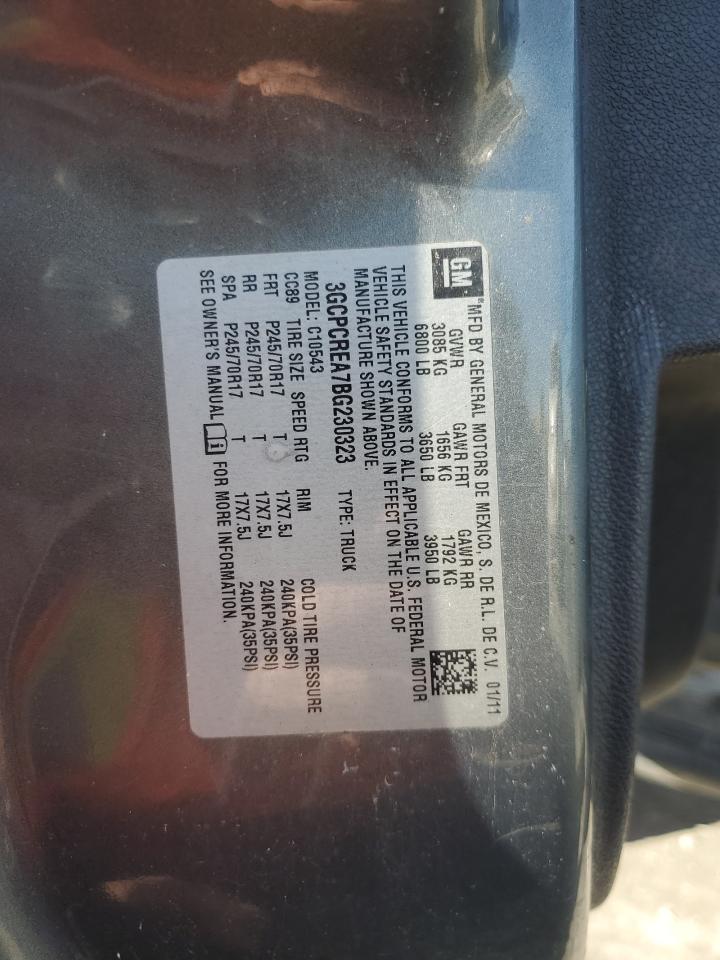 GM
®MFD BY GENERAL MOTORS DE MEXICO, S. DE R.L. DE C.V. 01/11
GVWR GAWR FRT GAWR RR
3085 KG 1656 KG 1792 KG
6800 LB 3650 LB 3950 LB
THIS VEHICLE CONFORMS TO ALL APPLICABLE U.S. FEDERAL MOTOR
VEHICLE SAFETY STANDARDS IN EFFECT ON THE DATE OF
MANUFACTURE SHOWN ABOVE.
3GCPCREA7BG230323 TYPE: TRUCK
MODEL: C10543
CC89 TIRE SIZE SPEED RTG RIM COLD TIRE PRESSURE
FRT P245/70R17 T 17X7.5J 240KPA(35PSI)
RR P245/70R17 T 17X7.5J 240KPA(35PSI)
SPA P245/70R17 T 17X7.5J 240KPA(35PSI)
SEE OWNER'S MANUAL i FOR MORE INFORMATION.